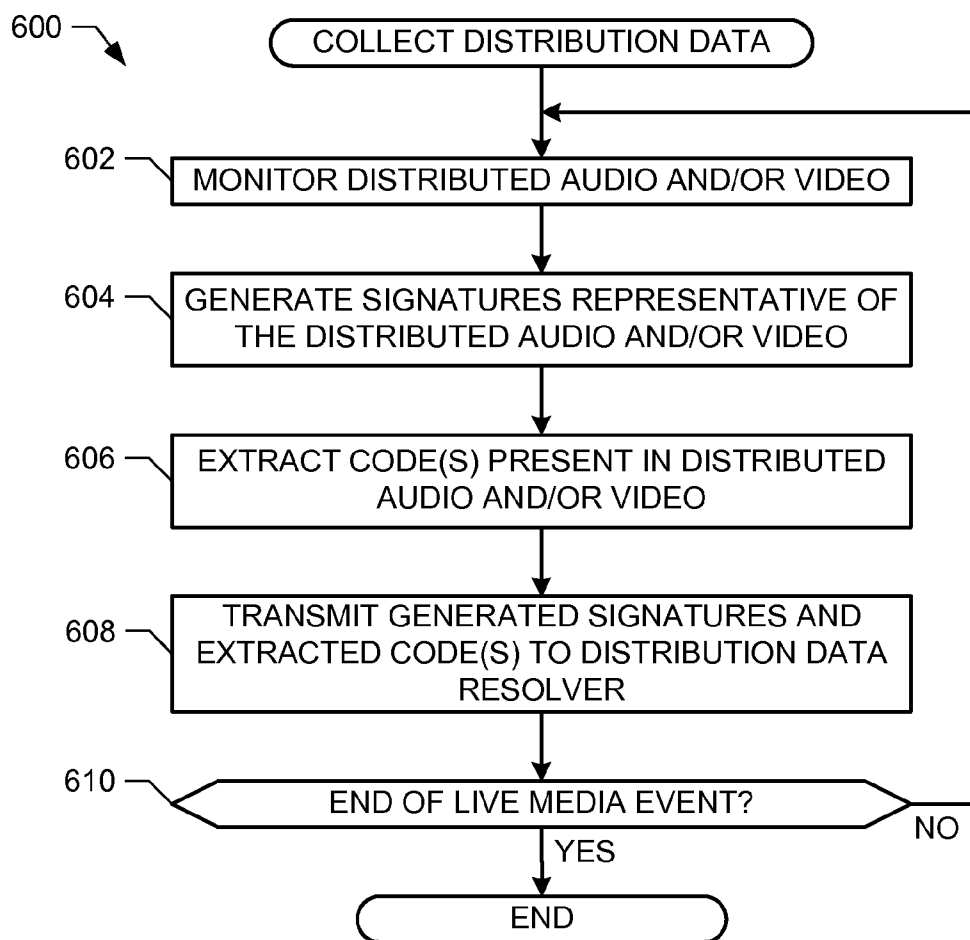 600
COLLECT DISTRIBUTION DATA
602
MONITOR DISTRIBUTED AUDIO AND/OR VIDEO
604
GENERATE SIGNATURES REPRESENTATIVE OF
THE DISTRIBUTED AUDIO AND/OR VIDEO
606
EXTRACT CODE(S) PRESENT IN DISTRIBUTED
AUDIO AND/OR VIDEO
608
TRANSMIT GENERATED SIGNATURES AND
EXTRACTED CODE(S) TO DISTRIBUTION DATA
RESOLVER
610
END OF LIVE MEDIA EVENT?
NO
YES
END